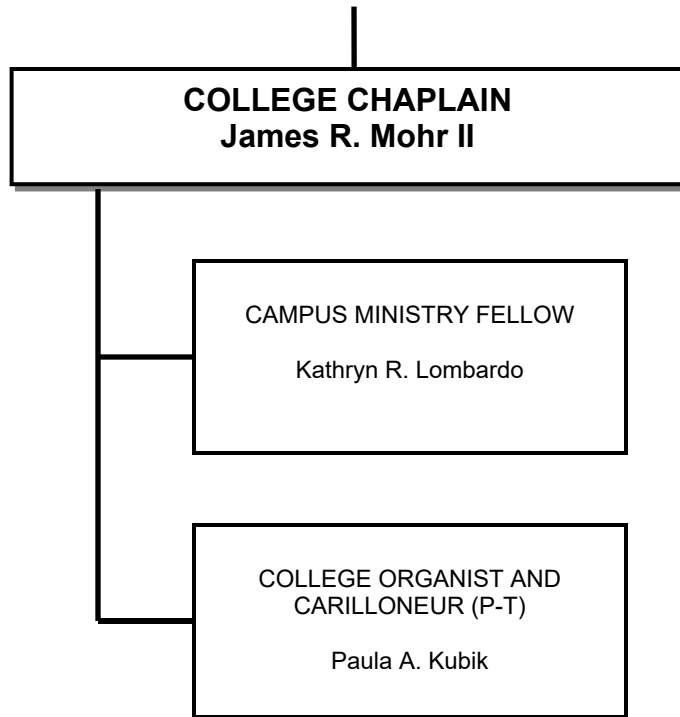 COLLEGE CHAPLAIN
James R. Mohr II
CAMPUS MINISTRY FELLOW
Kathryn R. Lombardo
COLLEGE ORGANIST AND
CARILLONEUR (P-T)
Paula A. Kubik